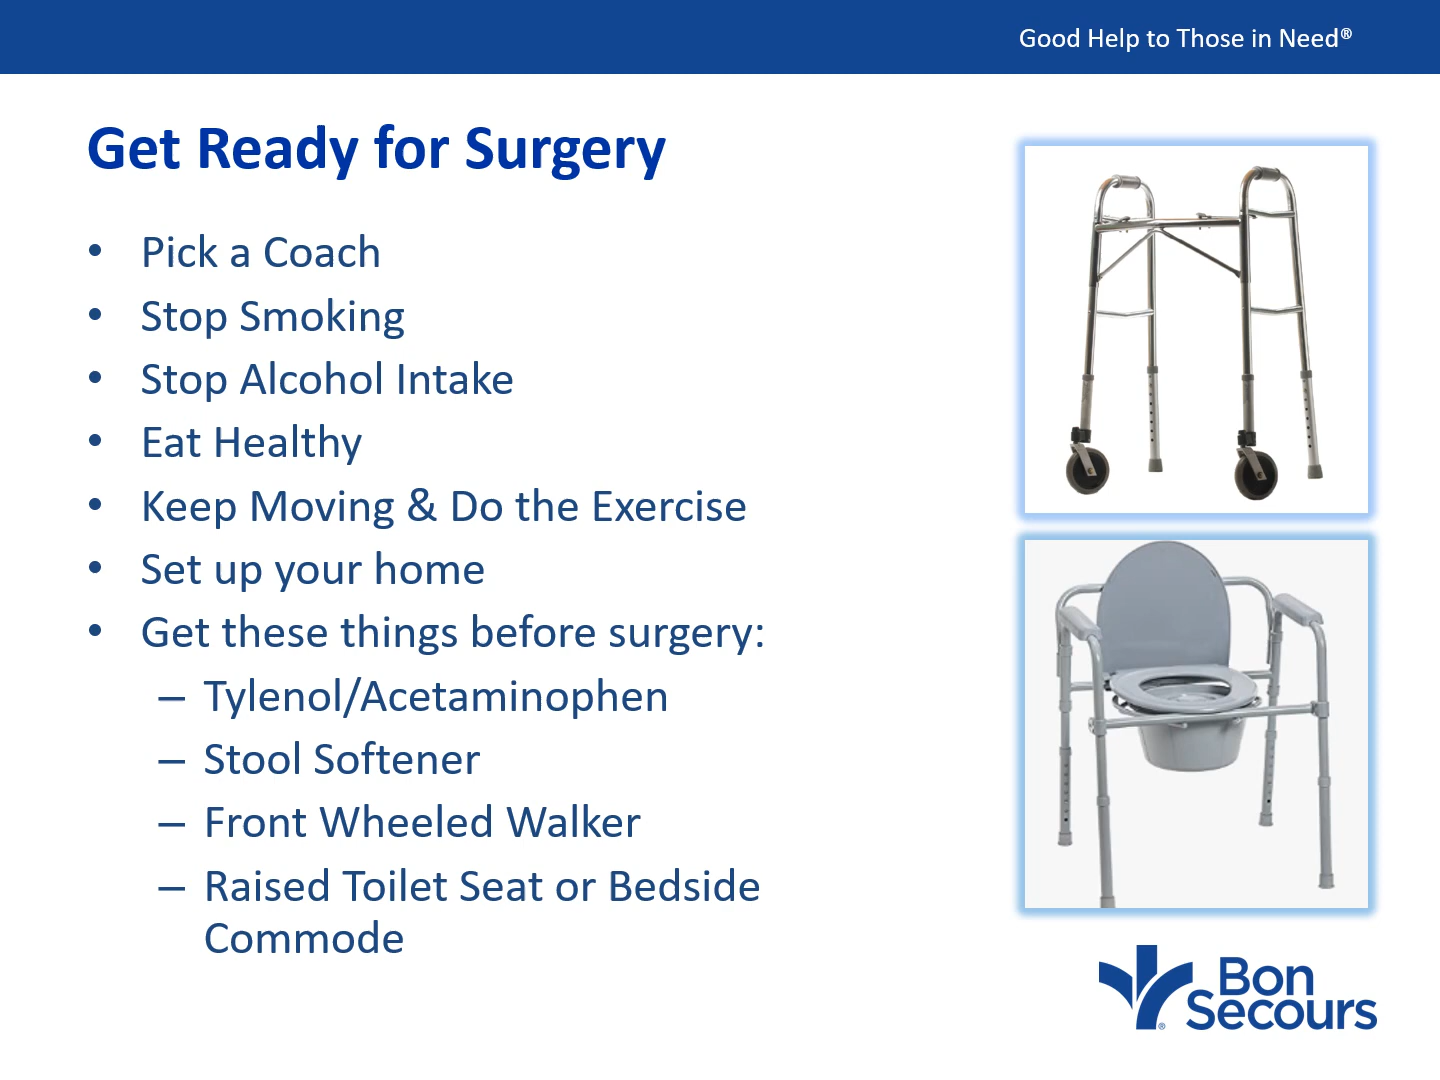 Good Help to Those in Need®
Get Ready for Surgery
• Pick a Coach
• Stop Smoking
• Stop Alcohol Intake
• Eat Healthy
• Keep Moving & Do the Exercise
• Set up your home
• Get these things before surgery:
– Tylenol/Acetaminophen
– Stool Softener
– Front Wheeled Walker
– Raised Toilet Seat or Bedside
Commode
Bon
Secours®